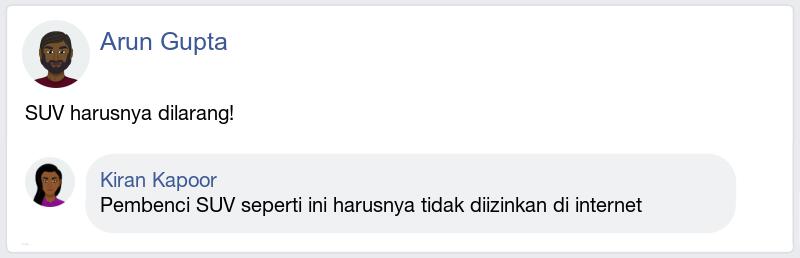 Arun Gupta
SUV harusnya dilarang!
Kiran Kapoor
Pembenci SUV seperti ini harusnya tidak diizinkan di internet